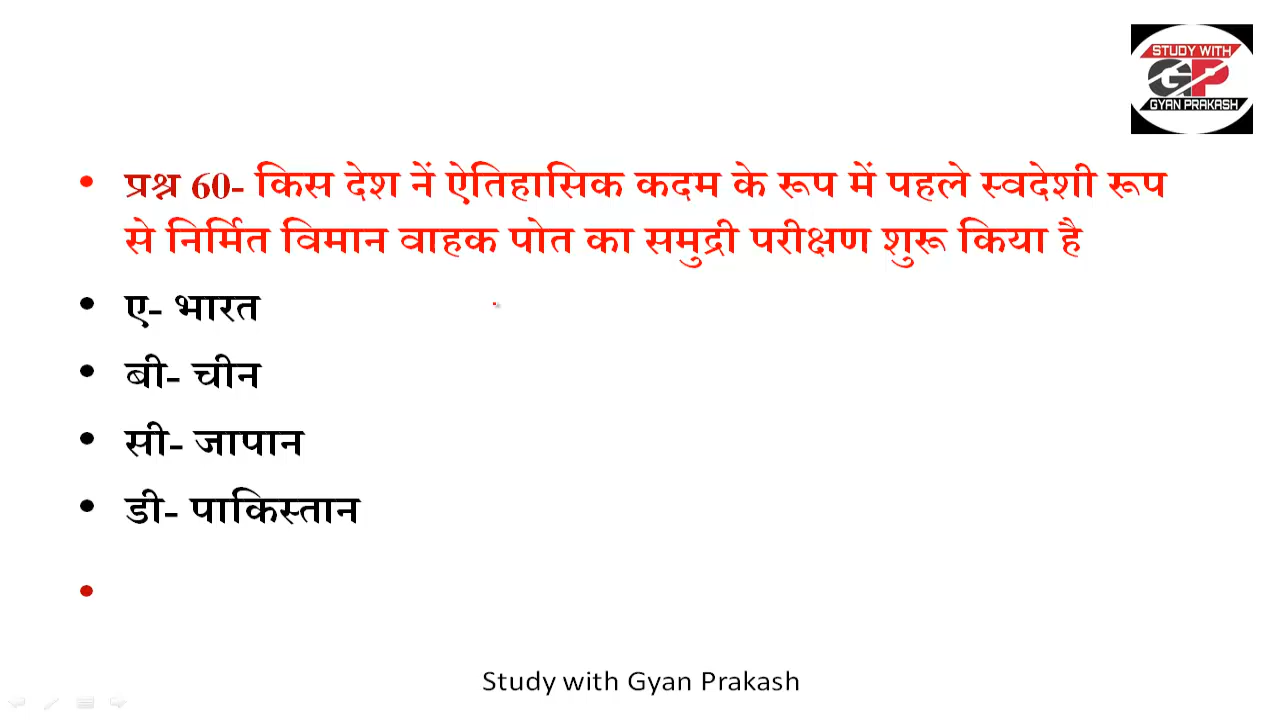 STUDY WITH
GP
GYAN PRAKASH
प्रश्न 60- किस देश नें ऐतिहासिक कदम के रूप में पहले स्वदेशी रूप
से निर्मित विमान वाहक पोत का समुद्री परीक्षण शुरू किया है
ए- भारत
बी- चीन
सी- जापान
डी- पाकिस्तान
Study with Gyan Prakash